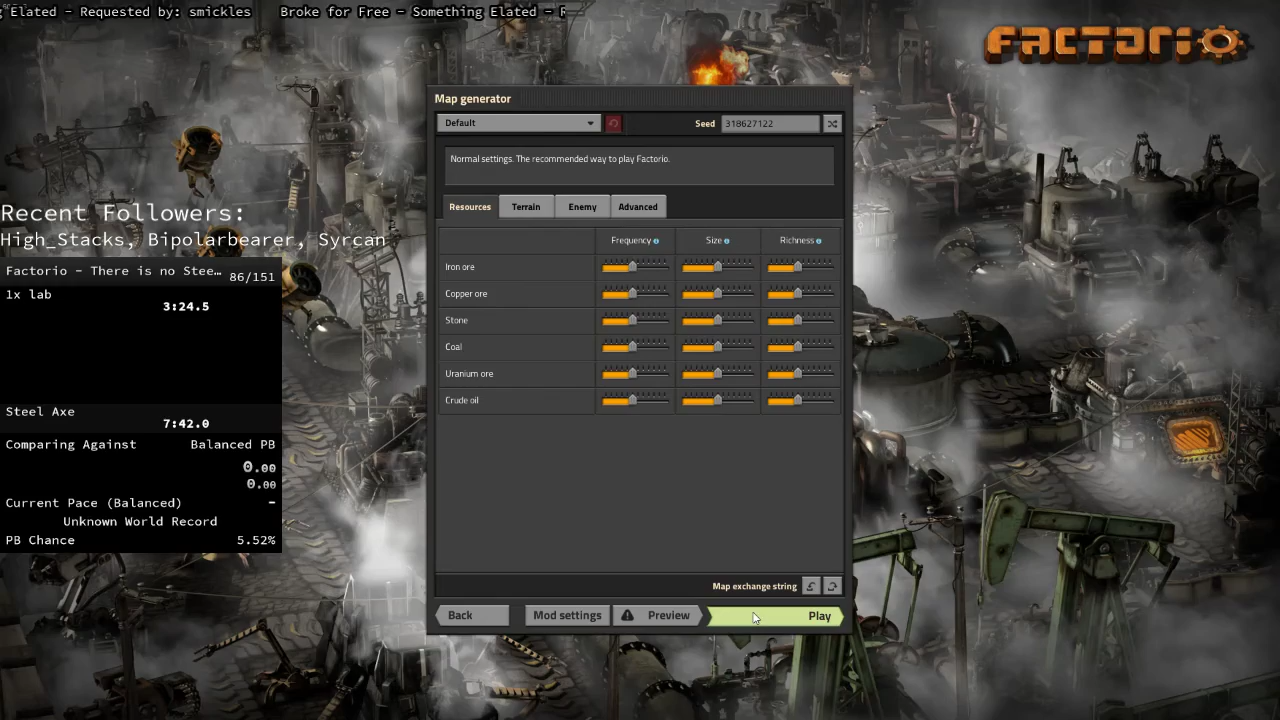 Elated - Requested by: smickles    Broke for Free - Something Elated -
FACTORIO
Map generator
Default
Seed 318627122
Normal settings. The recommended way to play Factorio.
Resources Terrain Enemy Advanced
Frequency Size Richness
Iron ore
Copper ore
Stone
Coal
Uranium ore
Crude oil
Map exchange string
Back Mod settings Preview Play
Recent Followers:
High_Stacks, Bipolarbearer, Syrcan
Factorio - There is no Stee… 86/151
1x lab
3:24.5
Steel Axe
7:42.0
Comparing Against Balanced PB
0.00
0.00
Current Pace (Balanced) -
Unknown World Record
PB Chance 5.52%